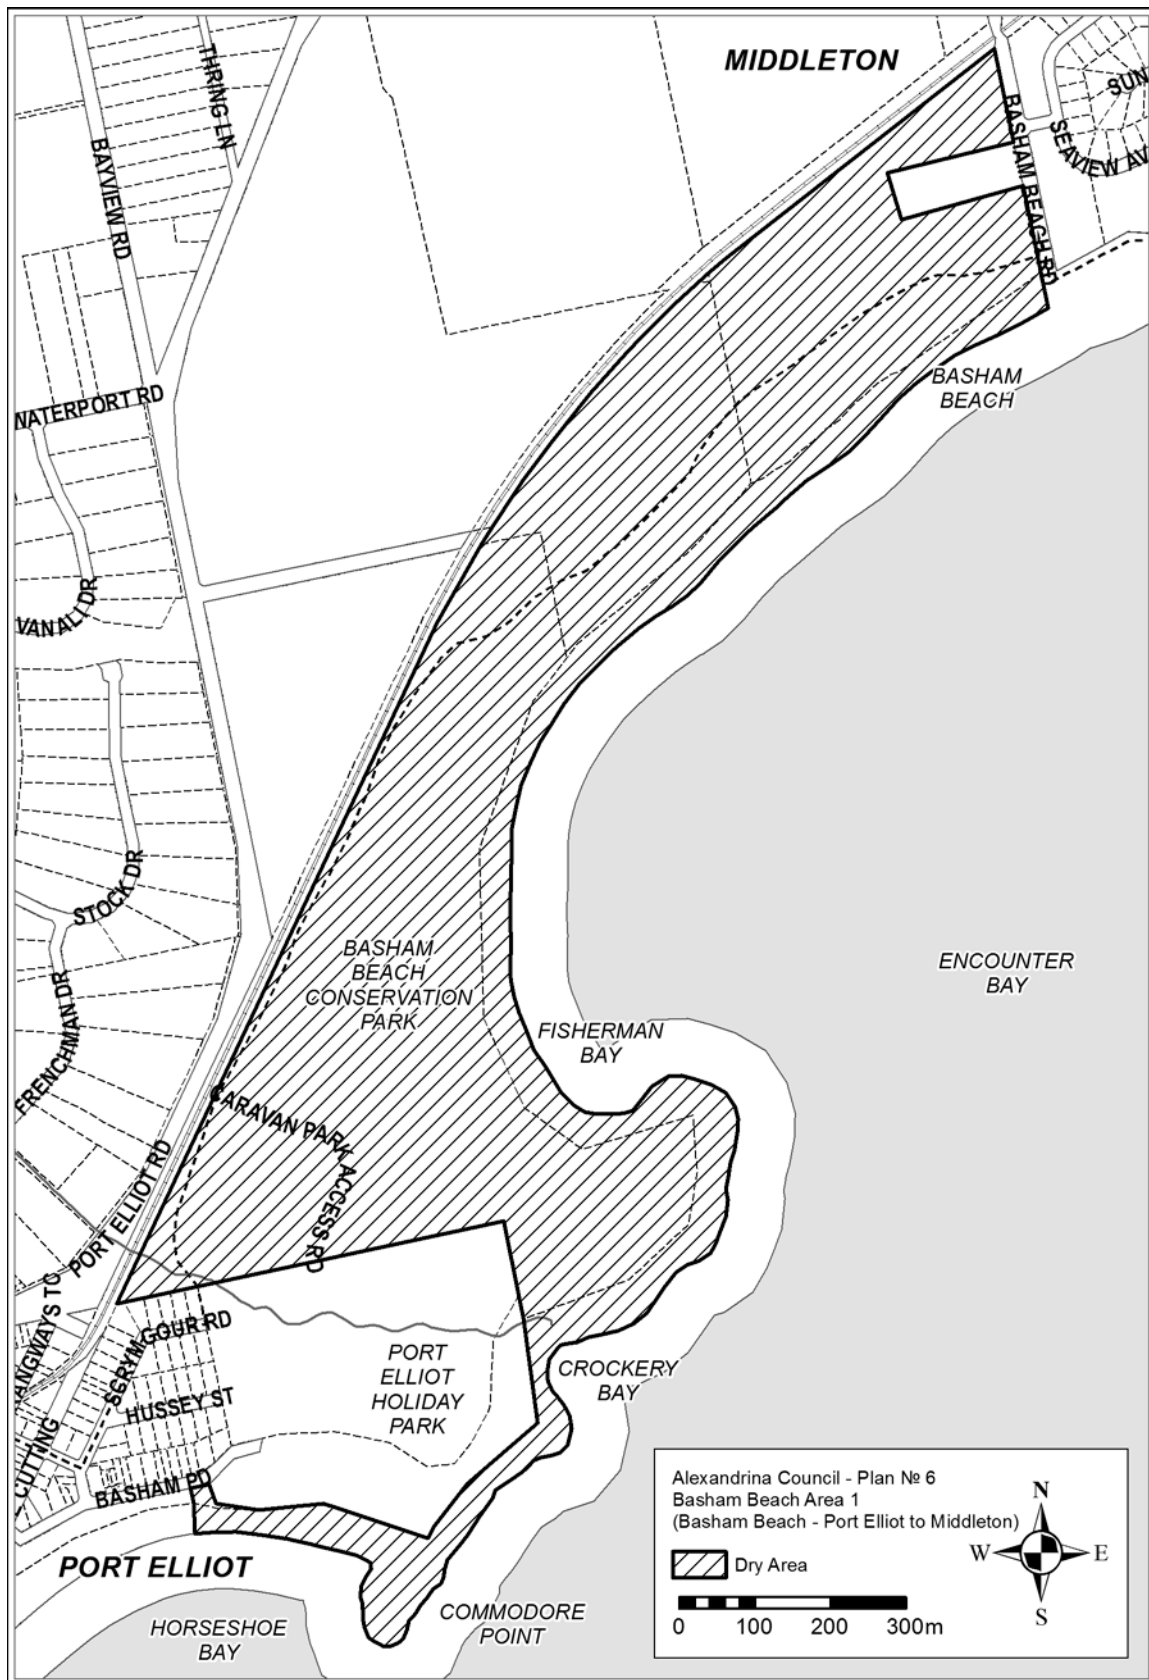 MIDDLETON
THRING LN
BAYVIEW RD
BASHAM BEACH RD
SUN
SEAVIEW AV
BASHAM
BEACH
WATERPORT RD
VANALI DR
STOCK DR
FRENCHMAN DR
BASHAM
BEACH
CONSERVATION
PARK
ENCOUNTER
BAY
FISHERMAN
BAY
CARAVAN PARK ACCESS RD
PORT ELLIOT RD
LANGWAYS TO
SCRYMGOUR RD
HUSSEY ST
CUTTING
BASHAM PD
PORT
ELLIOT
HOLIDAY
PARK
CROCKERY
BAY
PORT ELLIOT
HORSESHOE
BAY
COMMODORE
POINT
Alexandrina Council - Plan № 6
Basham Beach Area 1
(Basham Beach - Port Elliot to Middleton)
Dry Area
0 100 200 300m
N
W E
S